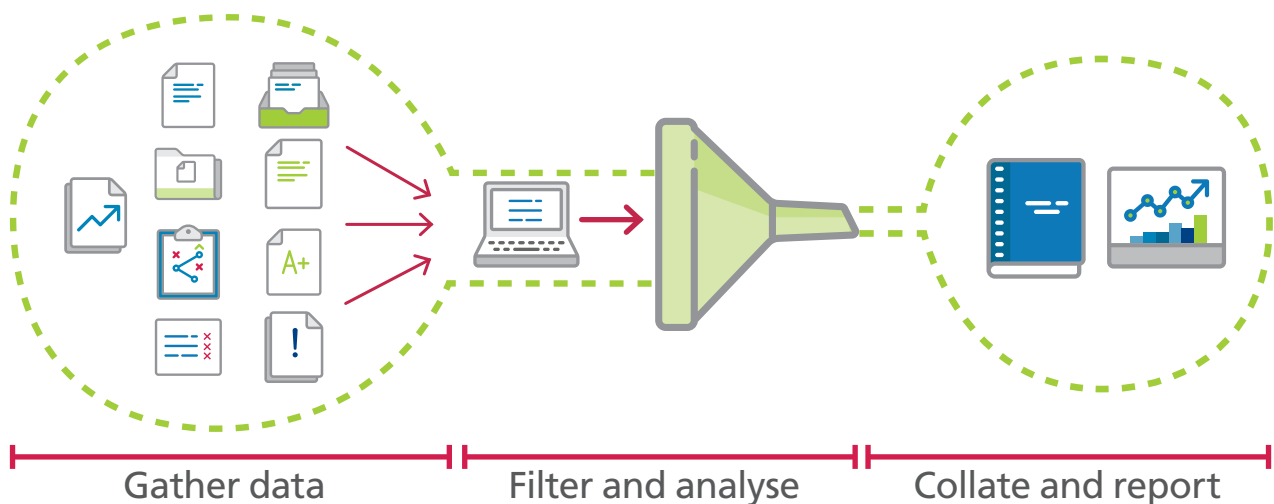 A+
!
Gather data
Filter and analyse
Collate and report